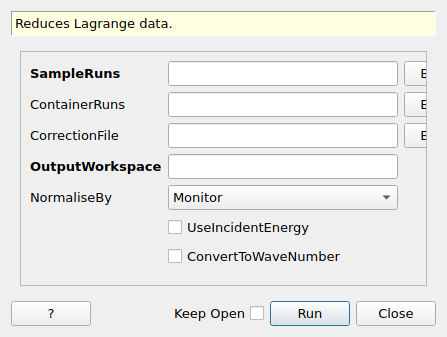 Reduces Lagrange data.
SampleRuns
ContainerRuns
CorrectionFile
OutputWorkspace
NormaliseBy Monitor
UseIncidentEnergy
ConvertToWaveNumber
? Keep Open Run Close